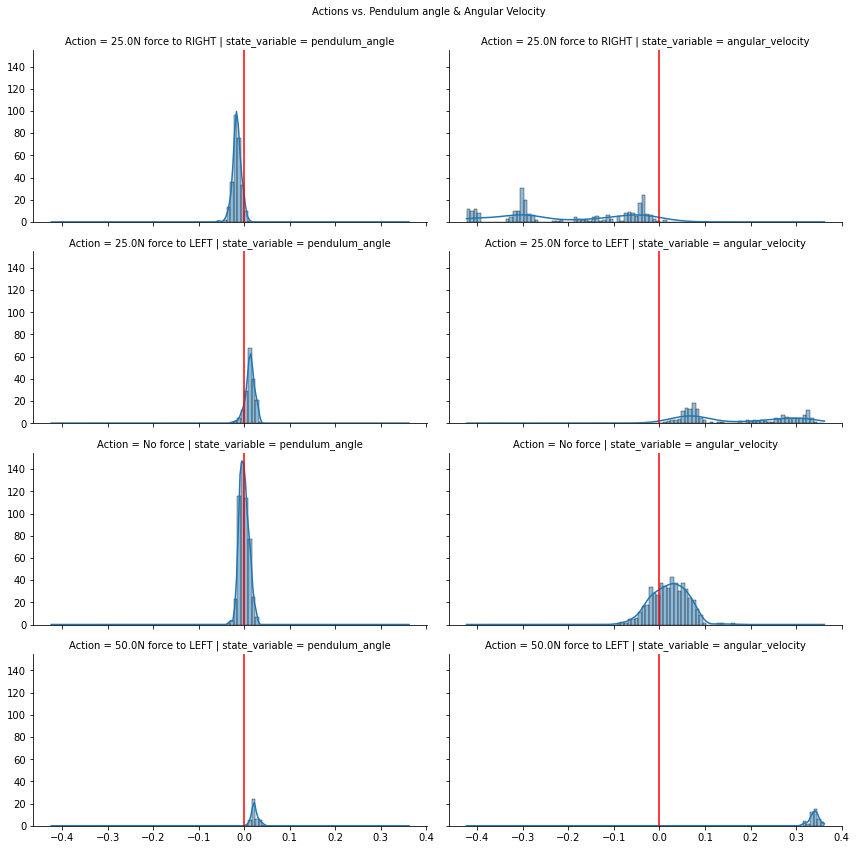 Actions vs. Pendulum angle & Angular Velocity
Action = 25.0N force to RIGHT | state_variable = pendulum_angle
Action = 25.0N force to RIGHT | state_variable = angular_velocity
140
120
100
80
60
40
20
0
Action = 25.0N force to LEFT | state_variable = pendulum_angle
Action = 25.0N force to LEFT | state_variable = angular_velocity
140
120
100
80
60
40
20
0
Action = No force | state_variable = pendulum_angle
Action = No force | state_variable = angular_velocity
140
120
100
80
60
40
20
0
Action = 50.0N force to LEFT | state_variable = pendulum_angle
Action = 50.0N force to LEFT | state_variable = angular_velocity
140
120
100
80
60
40
20
0
−0.4 −0.3 −0.2 −0.1 0.0 0.1 0.2 0.3 0.4
−0.4 −0.3 −0.2 −0.1 0.0 0.1 0.2 0.3 0.4